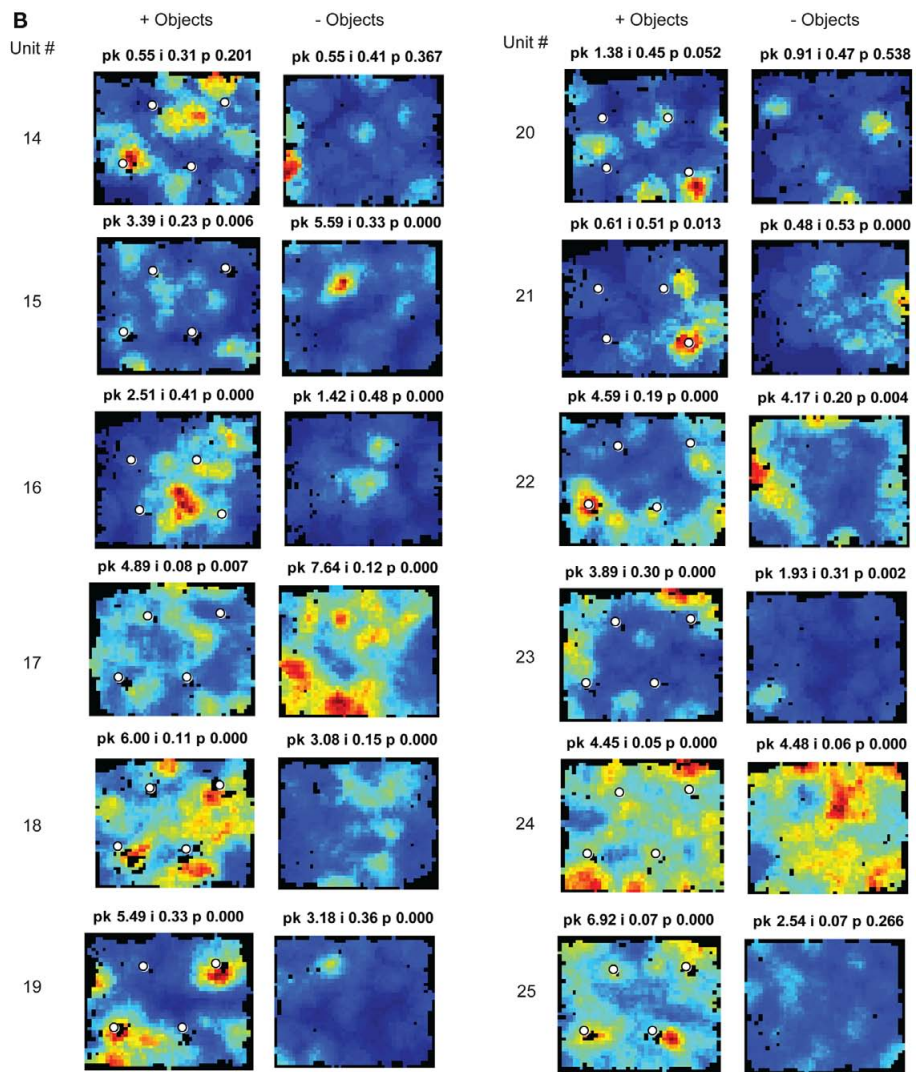 B
+ Objects
- Objects
Unit #
pk 0.55 i 0.31 p 0.201
pk 0.55 i 0.41 p 0.367
14
pk 3.39 i 0.23 p 0.006
pk 5.59 i 0.33 p 0.000
15
pk 2.51 i 0.41 p 0.000
pk 1.42 i 0.48 p 0.000
16
pk 4.89 i 0.08 p 0.007
pk 7.64 i 0.12 p 0.000
17
pk 6.00 i 0.11 p 0.000
pk 3.08 i 0.15 p 0.000
18
pk 5.49 i 0.33 p 0.000
pk 3.18 i 0.36 p 0.000
19
+ Objects
- Objects
Unit #
pk 1.38 i 0.45 p 0.052
pk 0.91 i 0.47 p 0.538
20
pk 0.61 i 0.51 p 0.013
pk 0.48 i 0.53 p 0.000
21
pk 4.59 i 0.19 p 0.000
pk 4.17 i 0.20 p 0.004
22
pk 3.89 i 0.30 p 0.000
pk 1.93 i 0.31 p 0.002
23
pk 4.45 i 0.05 p 0.000
pk 4.48 i 0.06 p 0.000
24
pk 6.92 i 0.07 p 0.000
pk 2.54 i 0.07 p 0.266
25